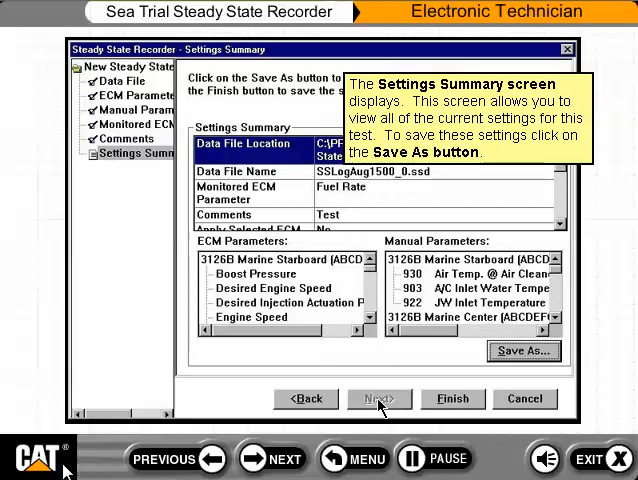 Sea Trial Steady State Recorder
Electronic Technician
Steady State Recorder - Settings Summary
New Steady State
Data File
ECM Parameter
Manual Param
Monitored ECM
Comments
Settings Summ
Click on the Save As button to
the Finish button to save the s
The Settings Summary screen
displays. This screen allows you to
view all of the current settings for this
test. To save these settings click on
the Save As button.
Settings Summary
Data File Location C:\PF
State
Data File Name SSLogAug1500_0.ssd
Monitored ECM Fuel Rate
Parameter
Comments Test
Apply Selected ECM No
ECM Parameters:
3126B Marine Starboard (ABCD
Boost Pressure
Desired Engine Speed
Desired Injection Actuation P
Engine Speed
Manual Parameters:
3126B Marine Starboard (ABCD
930 Air Temp. @ Air Clean
903 A/C Inlet Water Tempe
922 JW Inlet Temperature
3126B Marine Center (ABCDEF
Save As...
<Back
Next>
Finish
Cancel
CAT®
PREVIOUS
NEXT
MENU
PAUSE
EXIT X